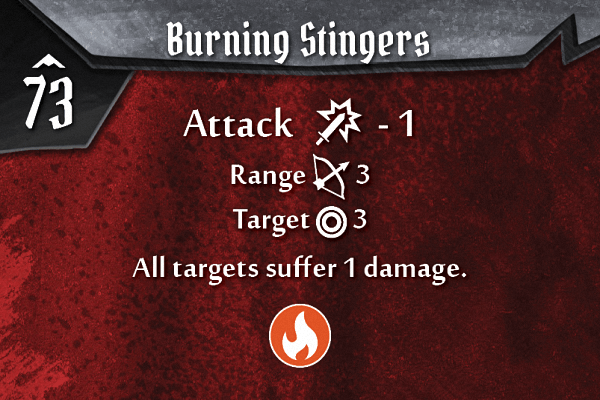 Burning Stingers
73
Attack - 1
Range 3
Target 3
All targets suffer 1 damage.